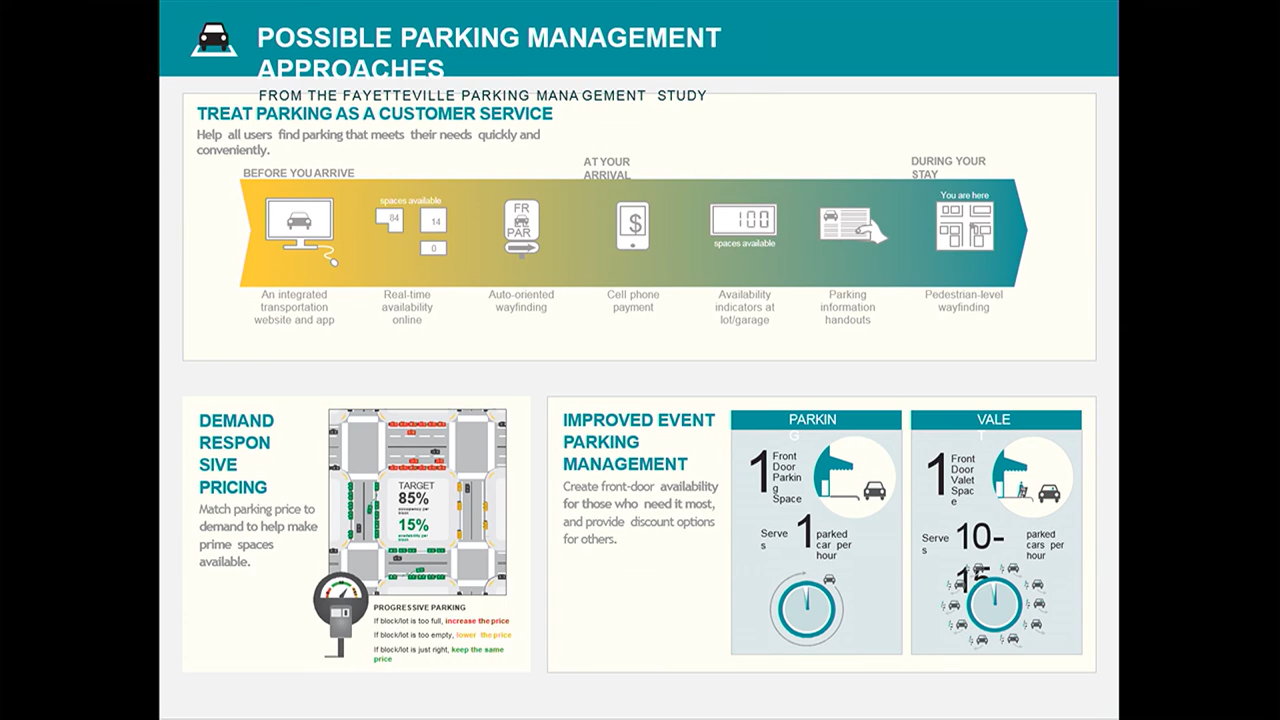 POSSIBLE PARKING MANAGEMENT
APPROACHES
FROM THE FAYETTEVILLE PARKING MANAGEMENT STUDY
TREAT PARKING AS A CUSTOMER SERVICE
Help all users find parking that meets their needs quickly and
conveniently.
BEFORE YOU ARRIVE
AT YOUR
ARRIVAL
DURING YOUR
STAY
spaces available
84
14
0
FR
PAR
$
100
spaces available
You are here
An integrated
transportation
website and app
Real-time
availability
online
Auto-oriented
wayfinding
Cell phone
payment
Availability
indicators at
lot/garage
Parking
information
handouts
Pedestrian-level
wayfinding
DEMAND
RESPON
SIVE
PRICING
Match parking price to
demand to help make
prime spaces
available.
TARGET
85%
occupancy per
block
15%
availability per
block
PROGRESSIVE PARKING
If block/lot is too full, increase the price
If block/lot is too empty, lower the price
If block/lot is just right, keep the same
price
IMPROVED EVENT
PARKING
MANAGEMENT
Create front-door availability
for those who need it most,
and provide discount options
for others.
PARKIN
G
1
Front
Door
Parkin
g
Space
Serve
s
1
parked
car per
hour
VALE
T
1
Front
Door
Valet
Spac
e
Serve
s
10-
15
parked
cars per
hour